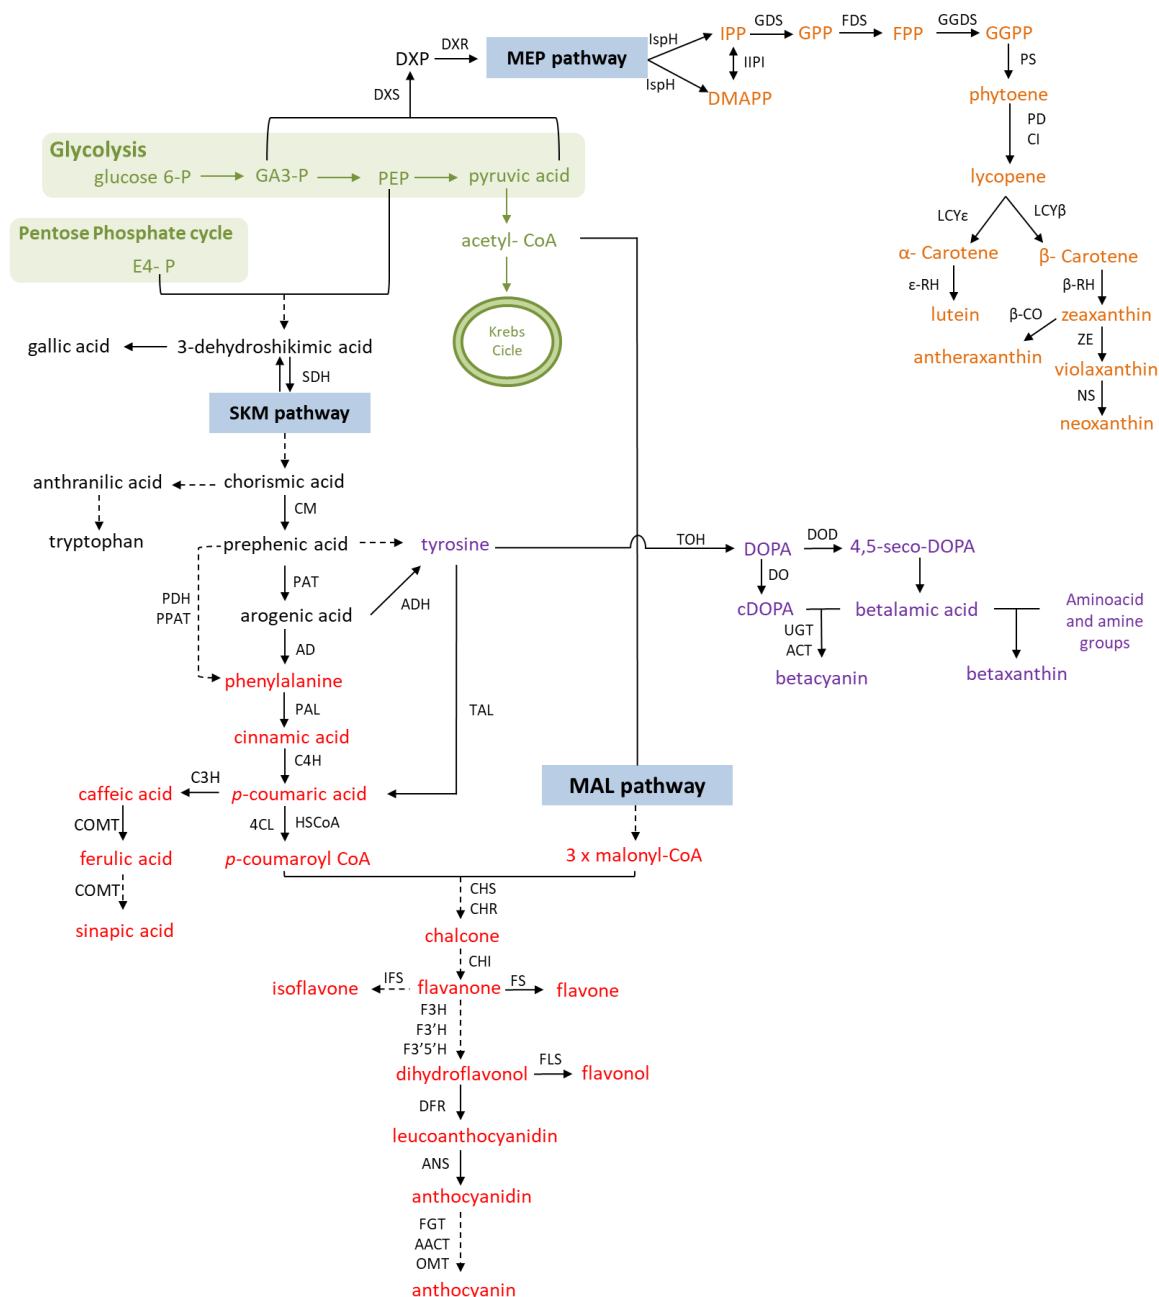 GDS
FDS
GGDS
IPP
GPP
FPP
GGPP
DXR
IspH
DXP
MEP pathway
IIPI
PS
IspH
DXS
DMAPP
phytoene
PD
CI
Glycolysis
glucose 6-P
GA3-P
PEP
pyruvic acid
lycopene
LCYε
LCYβ
Pentose Phosphate cycle
E4- P
acetyl- CoA
α- Carotene
β- Carotene
ε-RH
β-RH
lutein
β-CO
zeaxanthin
Krebs
Cicle
ZE
gallic acid
3-dehydroshikimic acid
antheraxanthin
violaxanthin
SDH
NS
SKM pathway
neoxanthin
anthranilic acid
chorismic acid
CM
tryptophan
prephenic acid
tyrosine
TOH
DOPA
DOD
4,5-seco-DOPA
PAT
DO
PDH
PPAT
ADH
arogenic acid
cDOPA
betalamic acid
Aminoacid
and amine
groups
UGT
ACT
AD
phenylalanine
betacyanin
betaxanthin
PAL
TAL
cinnamic acid
C4H
C3H
caffeic acid
p-coumaric acid
MAL pathway
COMT
4CL
HSCoA
ferulic acid
p-coumaroyl CoA
3 x malonyl-CoA
COMT
CHS
CHR
sinapic acid
chalcone
CHI
isoflavone
IFS
flavanone
FS
flavone
F3H
F3’H
F3’5’H
FLS
dihydroflavonol
flavonol
DFR
leucoanthocyanidin
ANS
anthocyanidin
FGT
AACT
OMT
anthocyanin